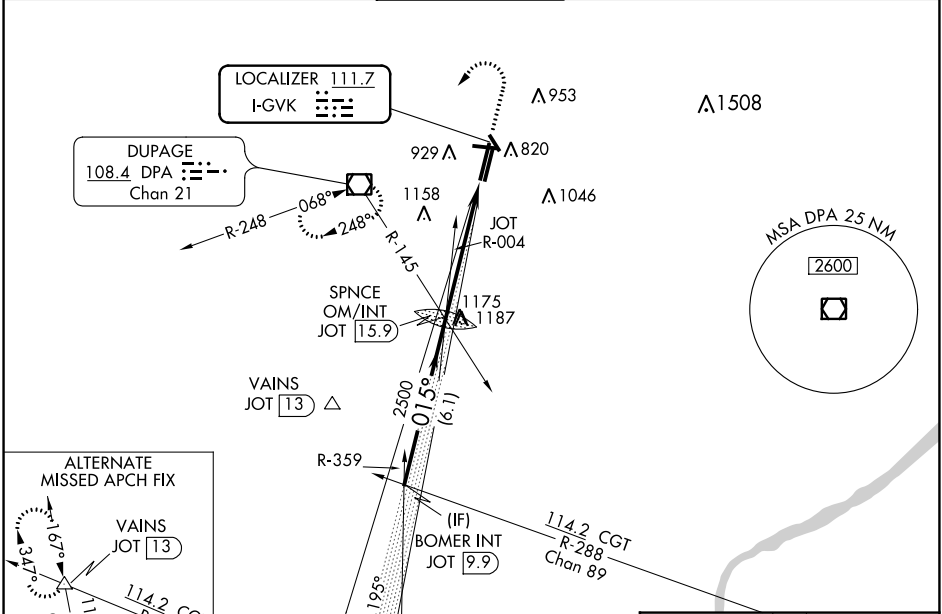 LOCALIZER 111.7
I-GVK
953
1508
DUPAGE
108.4 DPA
Chan 21
929
820
1158
1046
R-248
068°
248°
R-145
JOT
R-004
MSA DPA 25 NM
2600
SPNCE
OM/INT
JOT 15.9
1175
1187
VAINS
JOT 13
2500
015°
(6.1)
R-359
(IF)
BOMER INT
JOT 9.9
114.2 CGT
R-288
Chan 89
195°
ALTERNATE
MISSED APCH FIX
VAINS
JOT 13
167°
347°